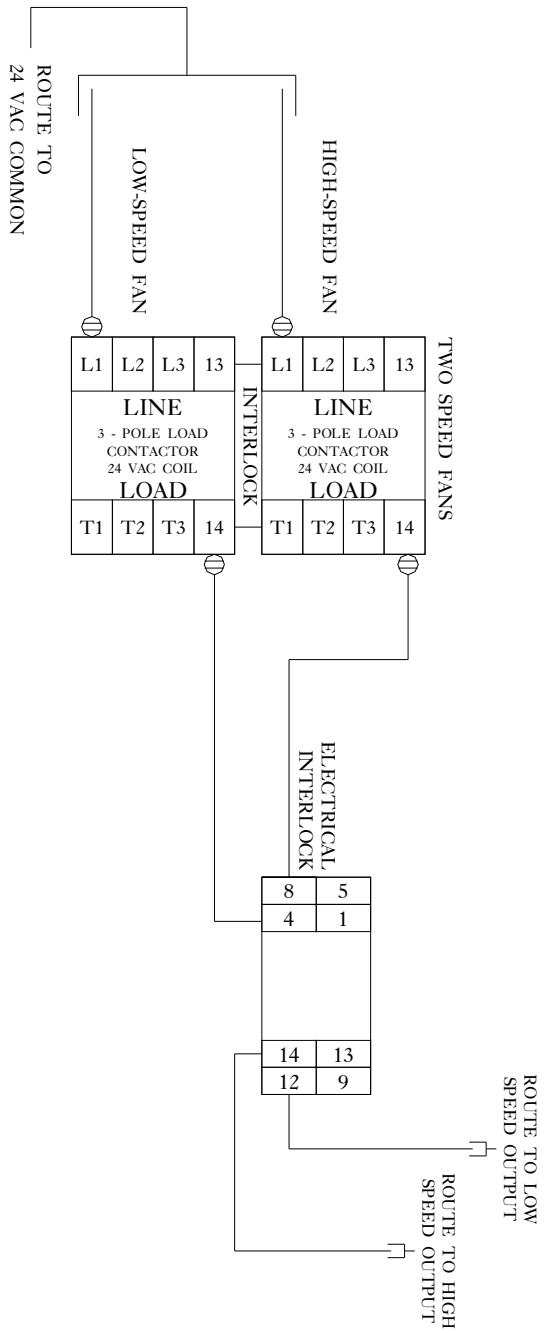 ROUTE TO
24 VAC COMMON
LOW-SPEED FAN
HIGH-SPEED FAN
TWO SPEED FANS
L1 L2 L3 13
LINE
3 - POLE LOAD
CONTACTOR
24 VAC COIL
LOAD
T1 T2 T3 14
INTERLOCK
L1 L2 L3 13
LINE
3 - POLE LOAD
CONTACTOR
24 VAC COIL
LOAD
T1 T2 T3 14
ELECTRICAL
INTERLOCK
8 5
4 1
14 13
12 9
ROUTE TO LOW
SPEED OUTPUT
ROUTE TO HIGH
SPEED OUTPUT